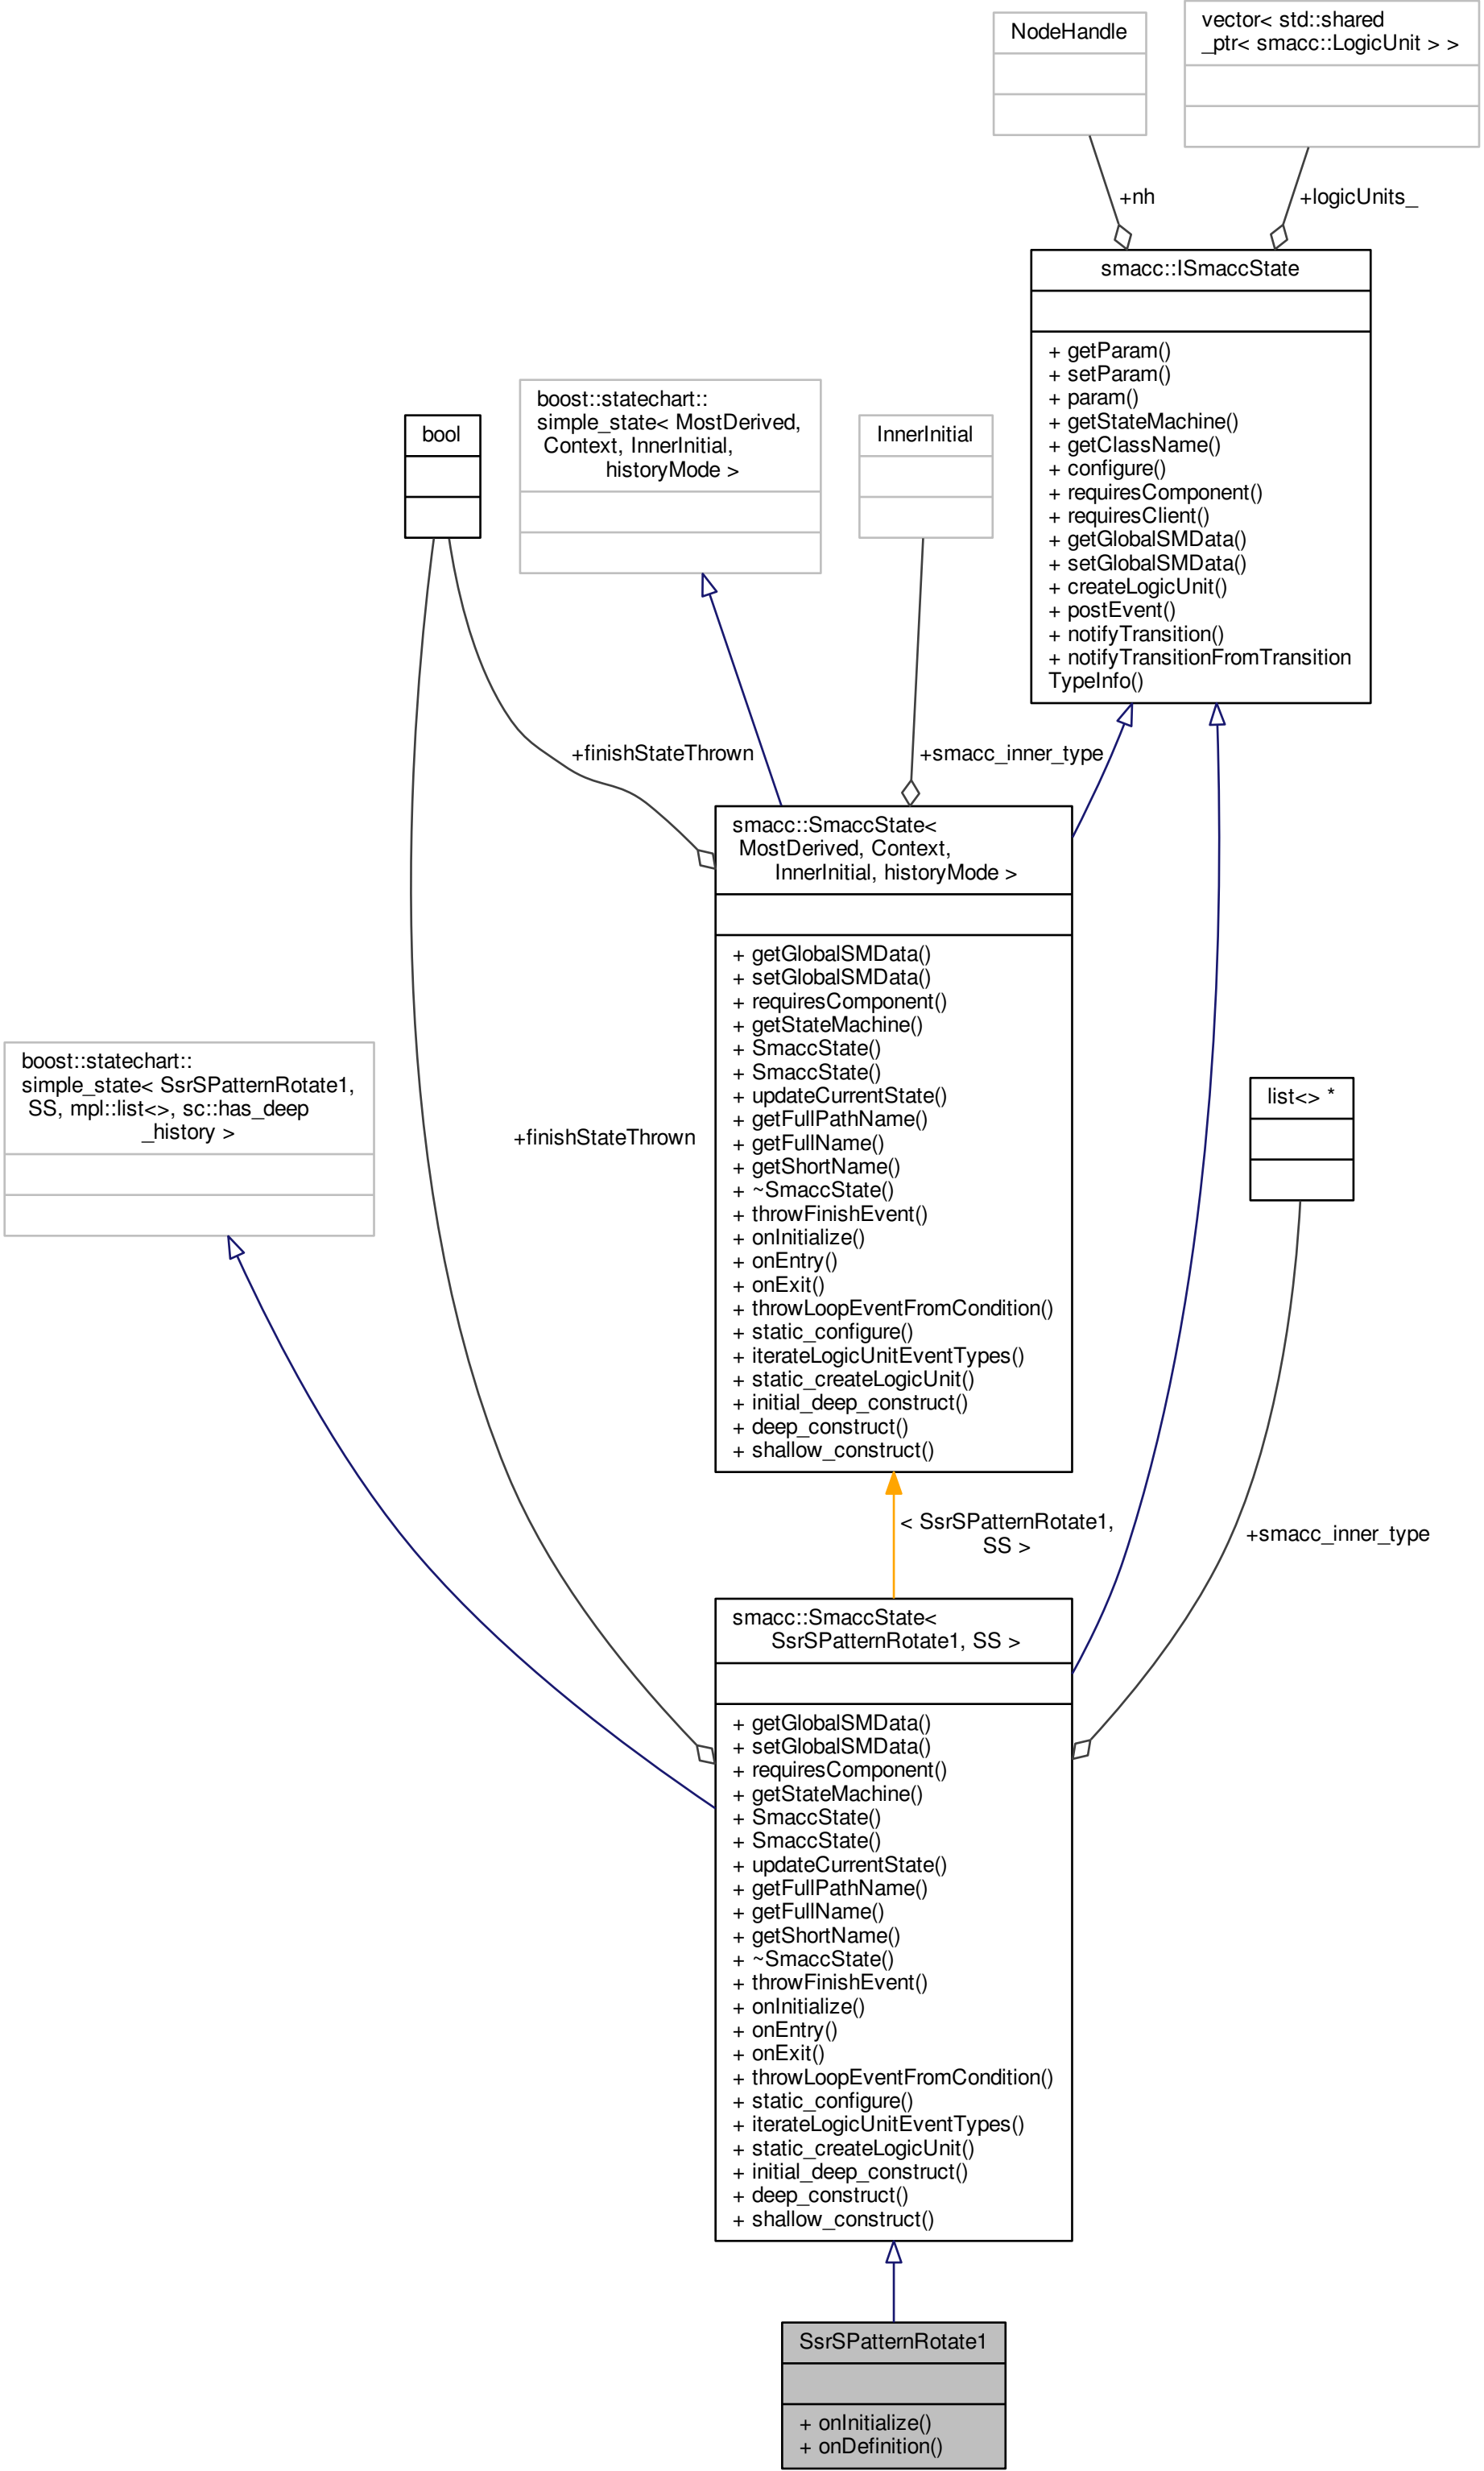 NodeHandle
vector< std::shared
_ptr< smacc::LogicUnit > >
+nh
+logicUnits_
smacc::ISmaccState
+ getParam()
+ setParam()
+ param()
+ getStateMachine()
+ getClassName()
+ configure()
+ requiresComponent()
+ requiresClient()
+ getGlobalSMData()
+ setGlobalSMData()
+ createLogicUnit()
+ postEvent()
+ notifyTransition()
+ notifyTransitionFromTransition
TypeInfo()
bool
boost::statechart::
simple_state< MostDerived,
Context, InnerInitial,
historyMode >
InnerInitial
+finishStateThrown
+smacc_inner_type
smacc::SmaccState<
MostDerived, Context,
InnerInitial, historyMode >
+ getGlobalSMData()
+ setGlobalSMData()
+ requiresComponent()
+ getStateMachine()
+ SmaccState()
+ SmaccState()
+ updateCurrentState()
+ getFullPathName()
+ getFullName()
+ getShortName()
+ ~SmaccState()
+ throwFinishEvent()
+ onInitialize()
+ onEntry()
+ onExit()
+ throwLoopEventFromCondition()
+ static_configure()
+ iterateLogicUnitEventTypes()
+ static_createLogicUnit()
+ initial_deep_construct()
+ deep_construct()
+ shallow_construct()
boost::statechart::
simple_state< SsrSPatternRotate1,
SS, mpl::list<>, sc::has_deep
_history >
+finishStateThrown
list<> *
< SsrSPatternRotate1,
SS >
+smacc_inner_type
smacc::SmaccState<
SsrSPatternRotate1, SS >
+ getGlobalSMData()
+ setGlobalSMData()
+ requiresComponent()
+ getStateMachine()
+ SmaccState()
+ SmaccState()
+ updateCurrentState()
+ getFullPathName()
+ getFullName()
+ getShortName()
+ ~SmaccState()
+ throwFinishEvent()
+ onInitialize()
+ onEntry()
+ onExit()
+ throwLoopEventFromCondition()
+ static_configure()
+ iterateLogicUnitEventTypes()
+ static_createLogicUnit()
+ initial_deep_construct()
+ deep_construct()
+ shallow_construct()
SsrSPatternRotate1
+ onInitialize()
+ onDefinition()